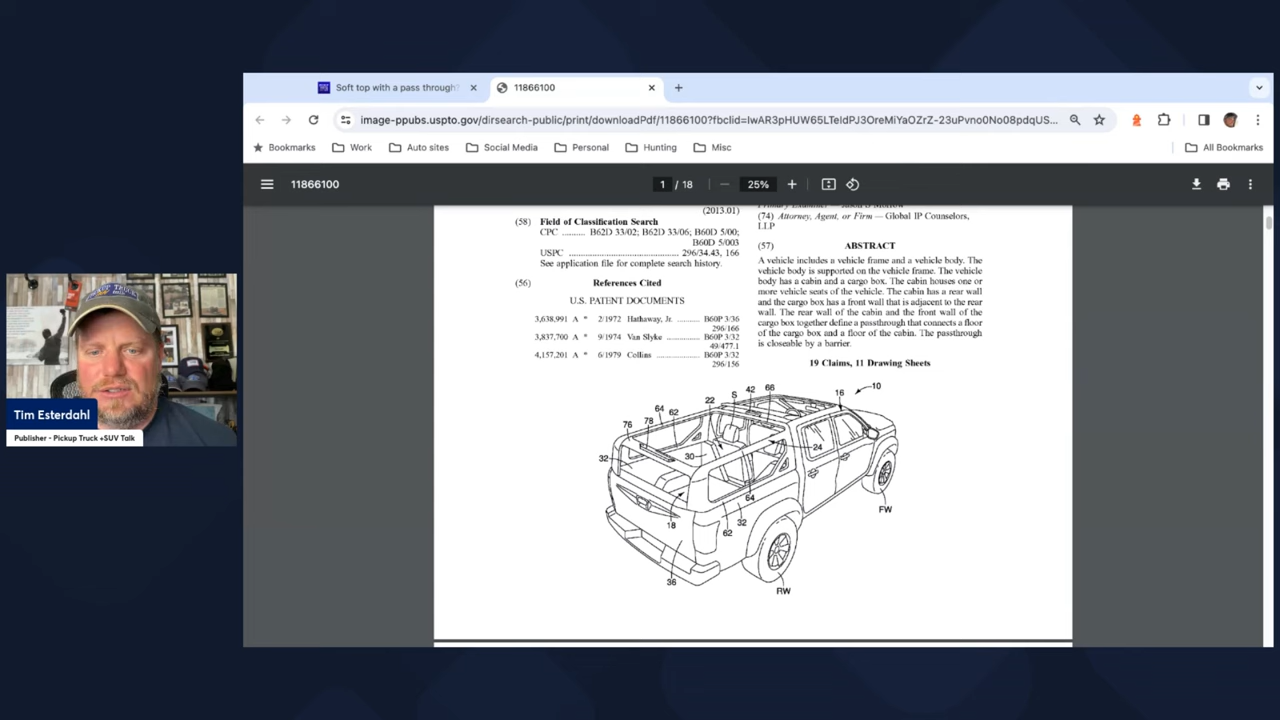 Soft top with a pass through?
11866100
image-ppubs.uspto.gov/dirsearch-public/print/downloadPdf/11866100?fbclid=IwAR3pHUW65LTeIdPJ3OreMiYaOZrZ-23uPvno0No08pdqUS...
Bookmarks
Work
Auto sites
Social Media
Personal
Hunting
Misc
All Bookmarks
11866100
1 / 18
25%
(2013.01)
(58) Field of Classification Search
CPC .......... B62D 33/02; B62D 33/06; B60D 5/00;
B60D 5/003
USPC ........................................ 296/34.43, 166
See application file for complete search history.
(56) References Cited
U.S. PATENT DOCUMENTS
3,638,991 A * 2/1972 Hathaway, Jr. .......... B60P 3/36
296/166
3,837,700 A * 9/1974 Van Slyke ................ B60P 3/32
49/477.1
4,157,201 A * 6/1979 Collins ..................... B60P 3/32
296/156
(74) Attorney, Agent, or Firm — Global IP Counselors,
LLP
(57) ABSTRACT
A vehicle includes a vehicle frame and a vehicle body. The
vehicle body is supported on the vehicle frame. The vehicle
body has a cabin and a cargo box. The cabin houses one or
more vehicle seats of the vehicle. The cabin has a rear wall
and the cargo box has a front wall that is adjacent to the rear
wall. The rear wall of the cabin and the front wall of the
cargo box together define a passthrough that connects a floor
of the cargo box and a floor of the cabin. The passthrough
is closeable by a barrier.
19 Claims, 11 Drawing Sheets
10
16
66
42
S
22
62
64
78
76
32
30
24
64
18
32
62
36
FW
RW
Tim Esterdahl
Publisher - Pickup Truck +SUV Talk